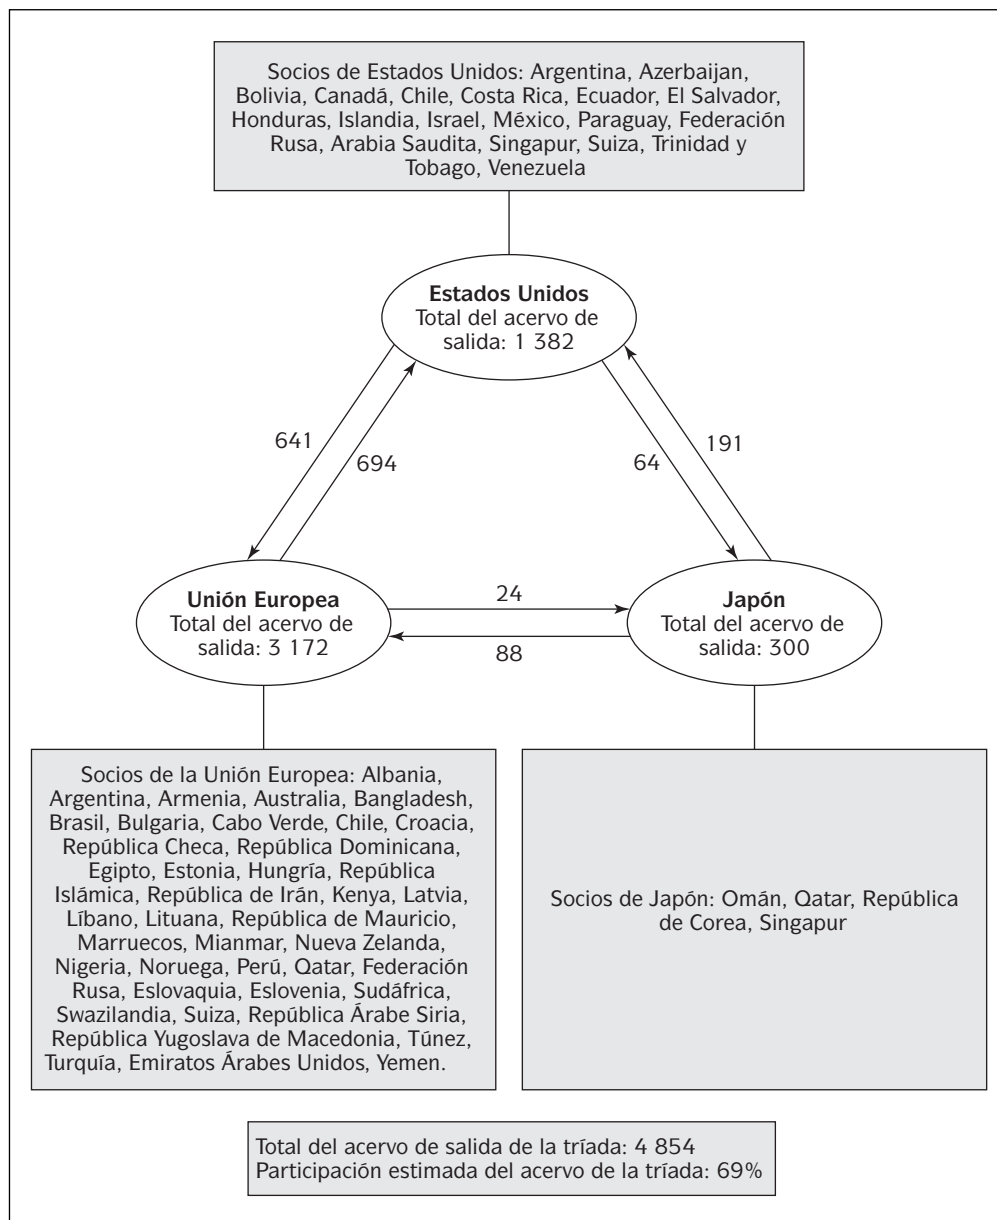 Socios de Estados Unidos: Argentina, Azerbaijan,
Bolivia, Canadá, Chile, Costa Rica, Ecuador, El Salvador,
Honduras, Islandia, Israel, México, Paraguay, Federación
Rusa, Arabia Saudita, Singapur, Suiza, Trinidad y
Tobago, Venezuela
Estados Unidos
Total del acervo de
salida: 1 382
641
694
64
191
Unión Europea
Total del acervo de
salida: 3 172
24
88
Japón
Total del acervo de
salida: 300
Socios de la Unión Europea: Albania,
Argentina, Armenia, Australia, Bangladesh,
Brasil, Bulgaria, Cabo Verde, Chile, Croacia,
República Checa, República Dominicana,
Egipto, Estonia, Hungría, República
Islámica, República de Irán, Kenya, Latvia,
Líbano, Lituana, República de Mauricio,
Marruecos, Mianmar, Nueva Zelanda,
Nigeria, Noruega, Perú, Qatar, Federación
Rusa, Eslovaquia, Eslovenia, Sudáfrica,
Swazilandia, Suiza, República Árabe Siria,
República Yugoslava de Macedonia, Túnez,
Turquía, Emiratos Árabes Unidos, Yemen.
Socios de Japón: Omán, Qatar, República
de Corea, Singapur
Total del acervo de salida de la tríada: 4 854
Participación estimada del acervo de la tríada: 69%